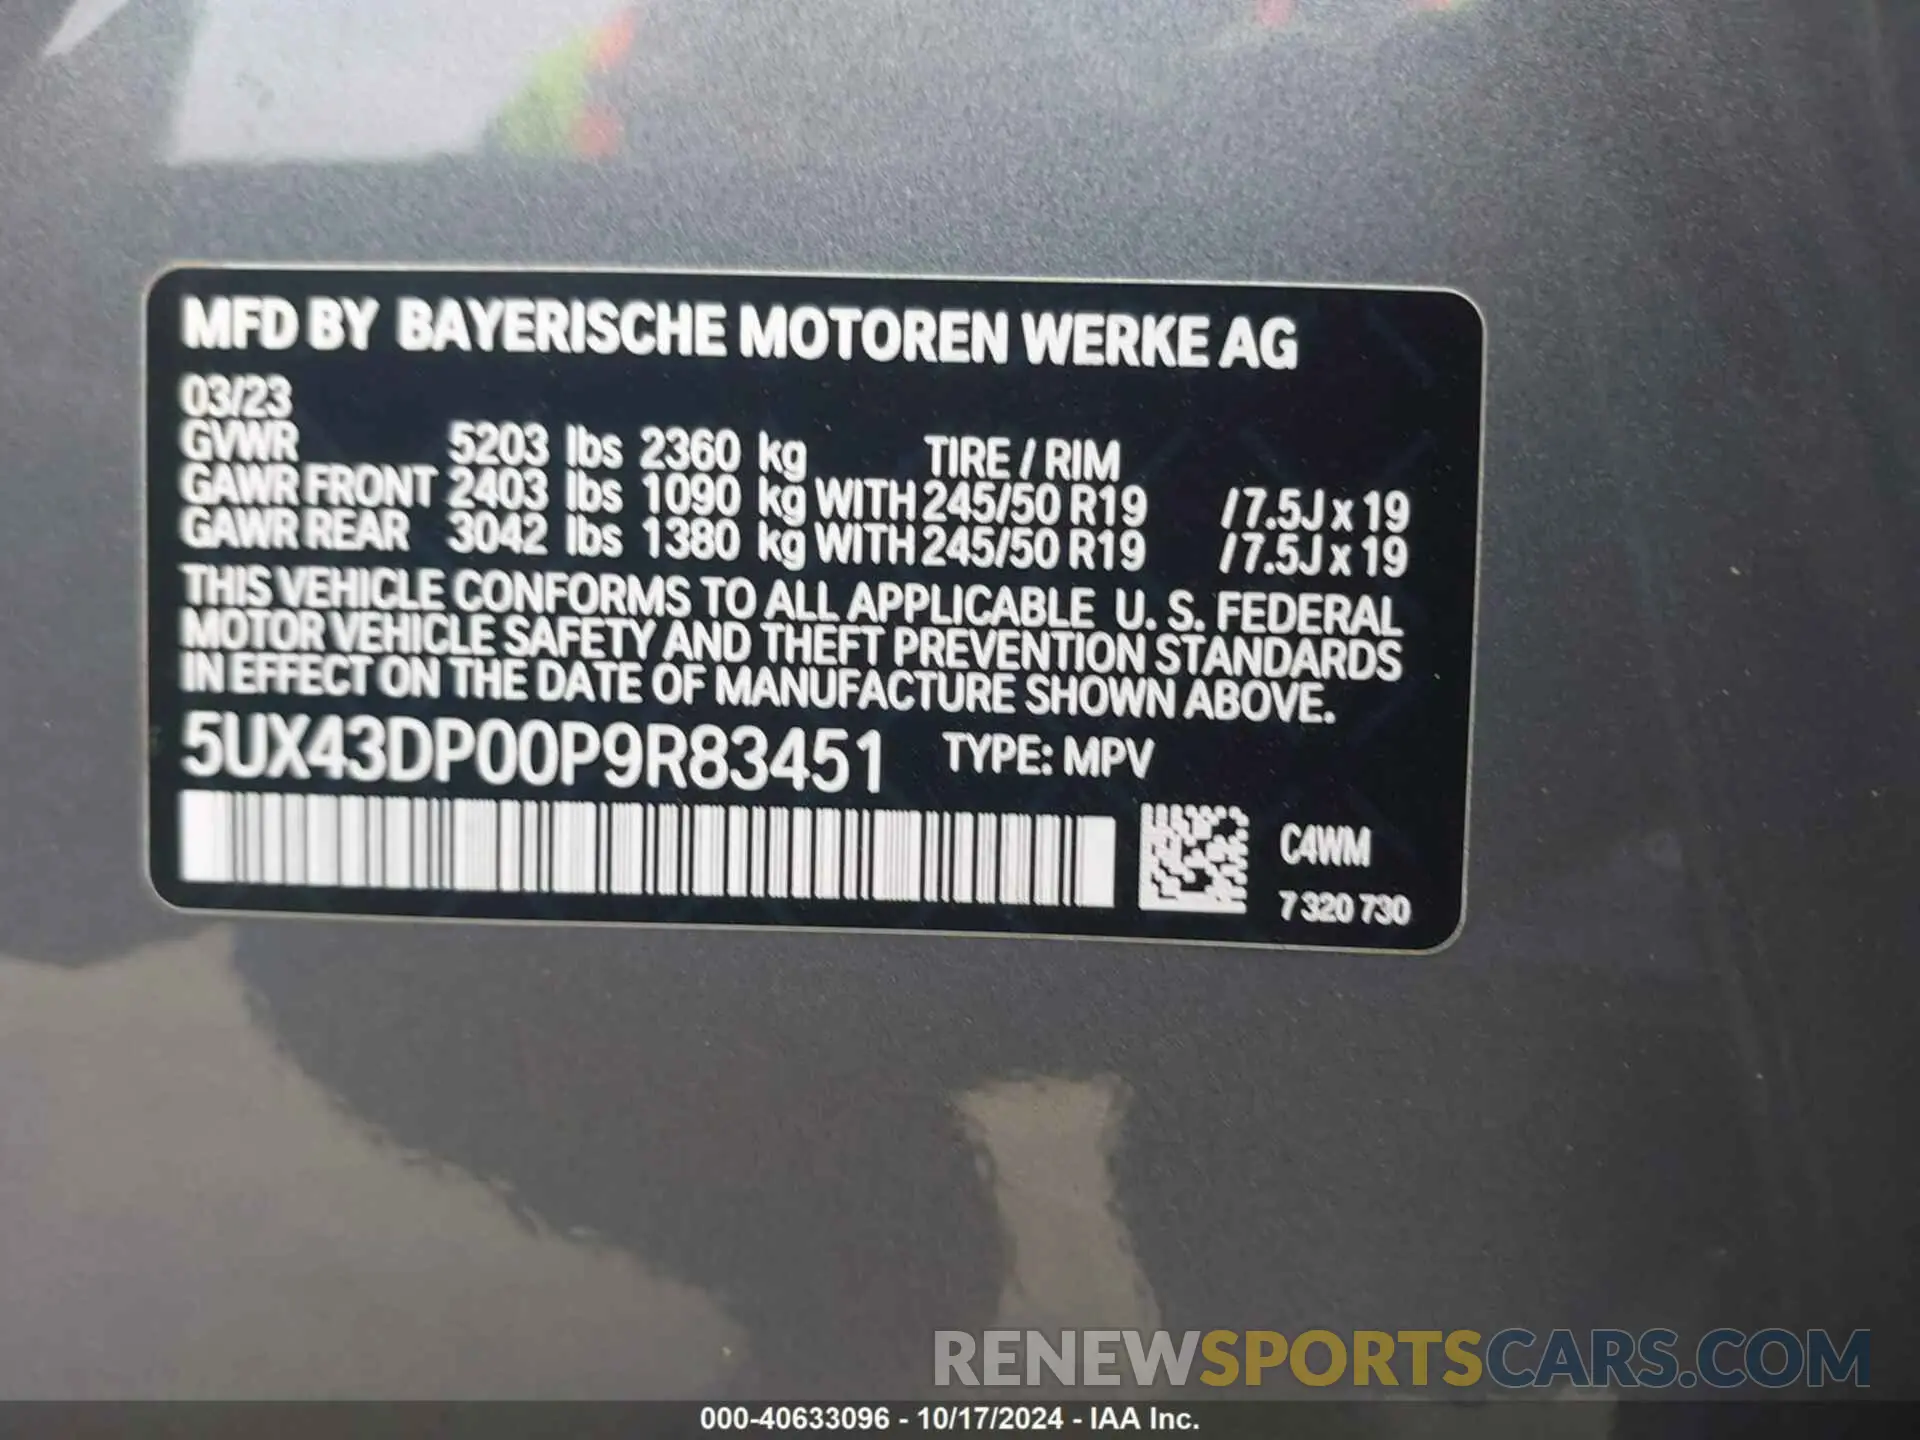 MFD BY BAYERISCHE MOTOREN WERKE AG
03/23
GVWR 5203 lbs 2360 kg TIRE / RIM
GAWR FRONT 2403 lbs 1090 kg WITH 245/50 R19 /7.5J x 19
GAWR REAR 3042 lbs 1380 kg WITH 245/50 R19 /7.5J x 19
THIS VEHICLE CONFORMS TO ALL APPLICABLE U. S. FEDERAL
MOTOR VEHICLE SAFETY AND THEFT PREVENTION STANDARDS
IN EFFECT ON THE DATE OF MANUFACTURE SHOWN ABOVE.
5UX43DP00P9R83451 TYPE: MPV
C4WM
7 320 730
RENEWSPORTSCARS.COM
000-40633096 - 10/17/2024 - IAA Inc.